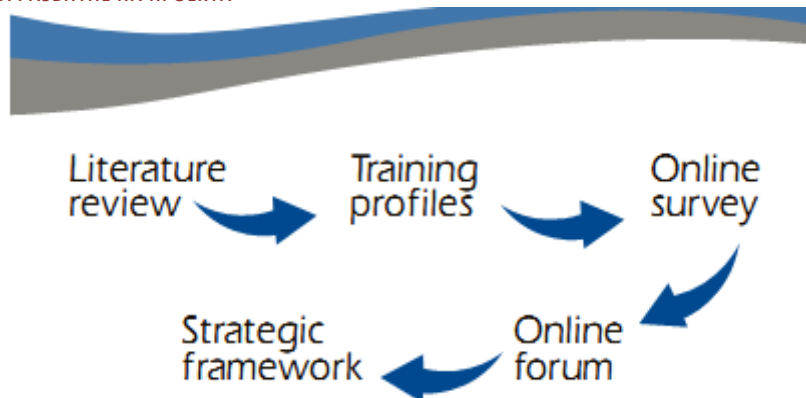 Literature
review
Training
profiles
Online
survey
Online
forum
Strategic
framework